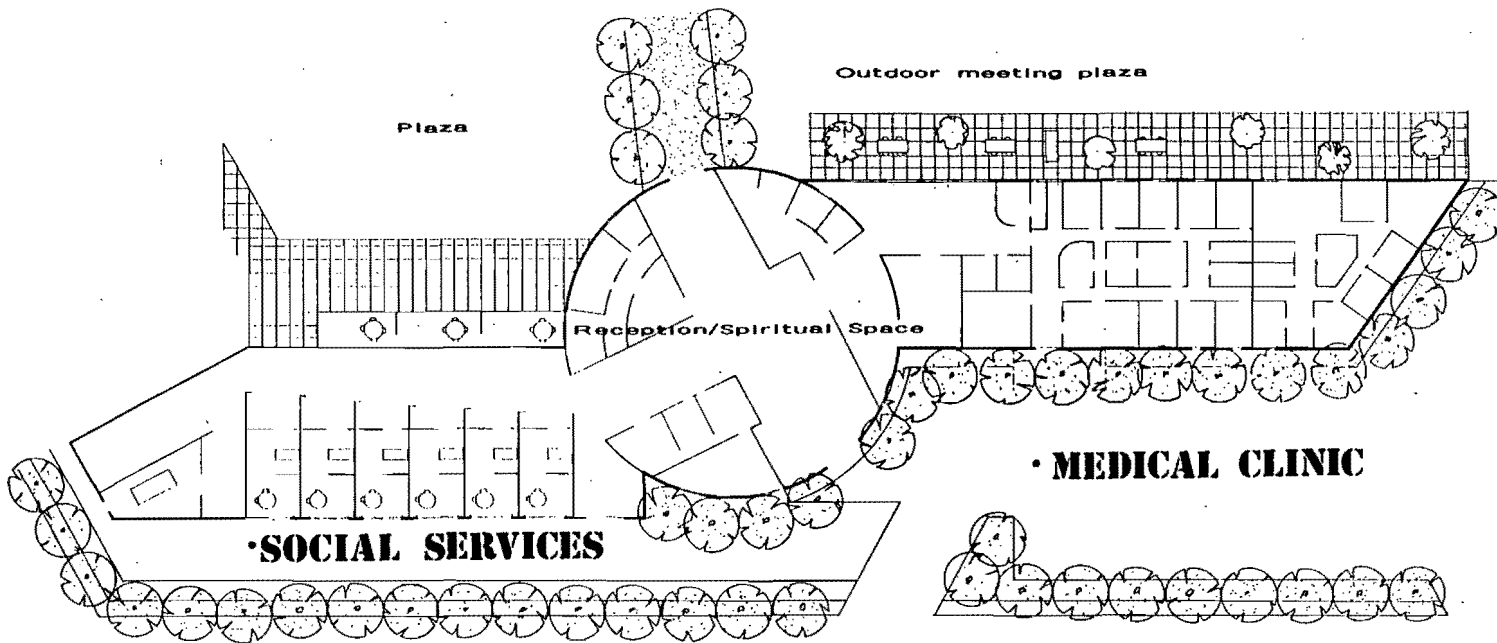 Outdoor meeting plaza
Plaza
Reception/Spiritual Space
• MEDICAL CLINIC
•SOCIAL SERVICES